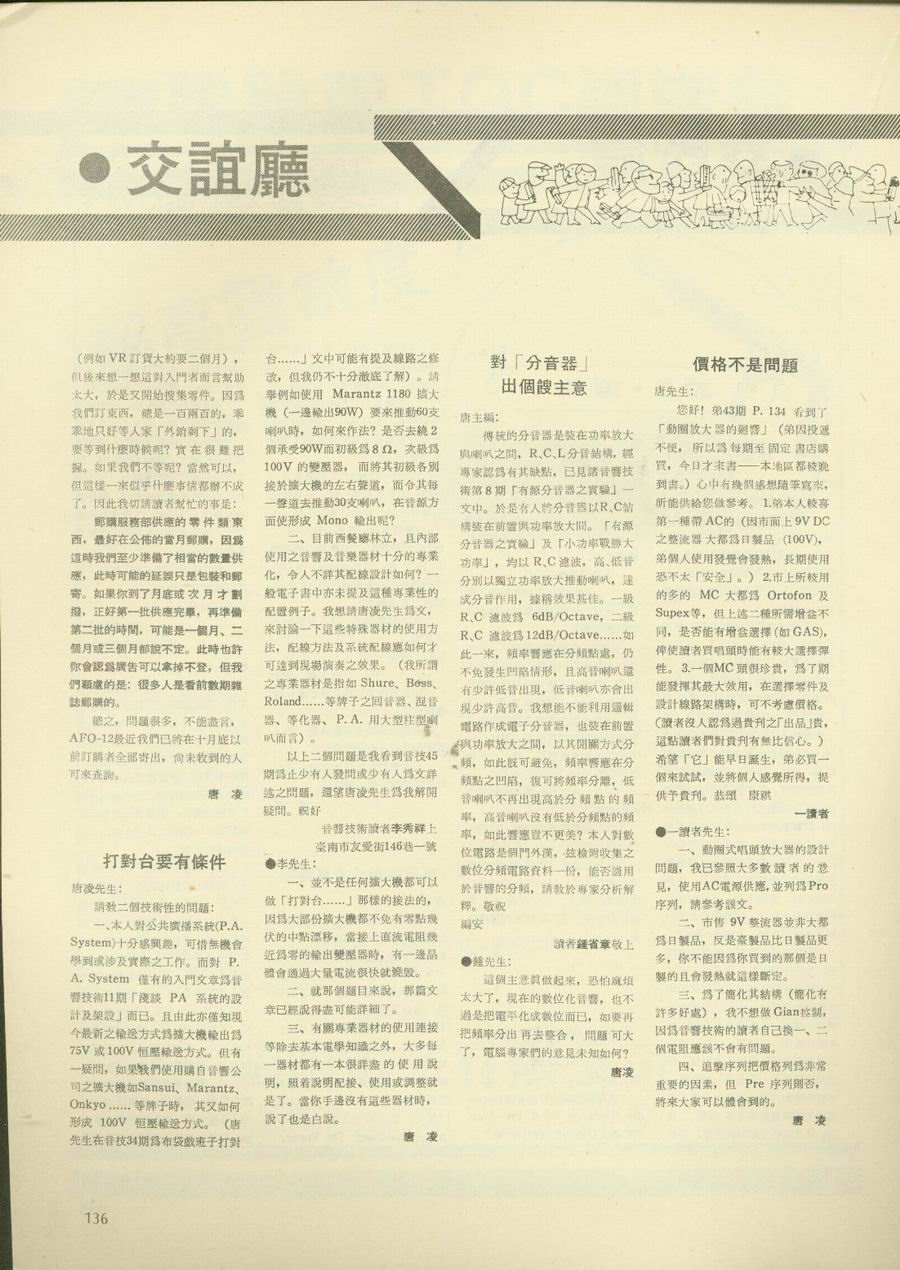 ●交誼廳
（例如 VR 訂貨大約要二個月），
但後來想一想這對入門者而言幫助
太大，於是又開始搜集零件。因爲
我們訂東西，總是一百兩百的，乖
乖地只好等人家「外銷剩下」的，
要等到什麼時候呢？實在很難把
握。如果我們不等呢？當然可以，
但這樣一來似乎什麼事情都辦不成
了。因此我切請讀者幫忙的事是：
郵購服務部供應的零件類東
西，最好在公佈的當月郵購，因爲
這時我們至少準備了相當的數量供
應，此時可能的延誤只是包裝和郵
寄。如果你到了月底或次月才劃
撥，正好第一批供應完畢，再準備
第二批的時間，可能是一個月、二
個月或三個月都說不定。此時也許
你會認爲廣告可以拿掉不登，但我
們顧慮的是：很多人是看前數期雜
誌郵購的。
總之，問題很多，不能盡言，
AFO-12最近我們已將在十月底以
前訂購者全部寄出，尚未收到的人
可來查詢。
唐　凌
打對台要有條件
唐凌先生：
請教二個技術性的問題：
一、本人對公共廣播系統(P.A.
System)十分感興趣，可惜無機會
學到或涉及實際之工作。而對 P.
A. System 僅有的入門文章爲音
響技術11期「淺談 PA 系統的設
計及架設」而已。且由此亦僅知現
今最新之輸送方式爲擴大機輸出爲
75V 或100V 恒壓輸送方式。但有
一疑問，如果我們使用購自音響公
司之擴大機如Sansui、Marantz、
Onkyo……等牌子時，其又如何
形成 100V 恒壓輸送方式。（唐
先生在音技34期爲布袋戲班子打對
台……」文中可能有提及線路之修
改，但我仍不十分澈底了解）。請
舉例如使用 Marantz 1180 擴大
機（一邊輸出90W）要來推動60支
喇叭時，如何來作法？是否去繞 2
個承受90W而初級爲 8 Ω，次級爲
100V 的變壓器，而將其初級各別
接於擴大機的左右聲道，而令其每
一聲道去推動30支喇叭，在音源方
面使形成 Mono 輸出呢？
二、目前西餐廳林立，且內部
使用之音響及音樂器材十分的專業
化，令人不詳其配線設計如何？一
般電子書中亦未提及這種專業性的
配置例子。我想請唐凌先生爲文，
來討論一下這些特殊器材的使用方
法，配線方法及系統配線應如何才
可達到現場演奏之效果。（我所謂
之專業器材是指如 Shure、Boss、
Roland……等牌子之回音器、混音
器、等化器、P. A. 用大型柱型喇
叭而言）。
以上二個問題是我看到音技45
期爲止少有人發問或少有人爲文詳
述之問題，還望唐凌先生爲我解開
疑問。祝好
音響技術讀者李秀祥上
臺南市友愛街146巷一號
●李先生：
一、並不是任何擴大機都可以
做「打對台……」那樣的接法的，
因爲大部份擴大機都不免有零點幾
伏的中點漂移，當接上直流電阻幾
近爲零的輸出變壓器時，有一邊晶
體會通過大量電流很快就燒毀。
二、就那個題目來說，那篇文
章已經說得盡可能詳細了。
三、有關專業器材的使用連接
等除去基本電學知識之外，大多每
一器材都有一本很詳盡的使用說
明，照着說明配接、使用或調整就
是了。當你手邊沒有這些器材時，
說了也是白說。
唐　凌
對「分音器」
出個餿主意
唐主編：
傳統的分音器是裝在功率放大
與喇叭之間，R、C、L 分音結構，經
專家認爲有其缺點，已見諸音響技
術第 8 期「有源分音器之實驗」一
文中。於是有人將分音器以R、C結
構裝在前置與功率放大間。「有源
分音器之實驗」及「小功率戰勝大
功率」，均以 R、C 濾波，高、低音
分別以獨立功率放大推動喇叭，達
成分音作用，據稱效果甚佳。一級
R、C 濾波爲 6dB/Octave，二級
R、C 濾波爲12dB/Octave……如
此一來，頻率響應在分頻點處，仍
不免發生凹陷情形，且高音喇叭還
有少許低音出現，低音喇叭亦會出
現少許高音。我想能不能利用邏輯
電路作成電子分音器，也裝在前置
與功率放大之間，以其開關方式分
頻，如此旣可避免，頻率響應在分
頻點之凹陷，復可將頻率分離，低
音喇叭不再出現高於分頻點的頻
率，高音喇叭沒有低於分頻點的頻
率，如此響應豈不更美？本人對數
位電路是個門外漢，玆檢附收集之
數位分頻電路資料一份，能否適用
於音響的分頻，請敎於專家分析解
釋。敬祝
編安
讀者鍾省章敬上
●鍾先生：
這個主意眞做起來，恐怕麻煩
太大了，現在的數位化音響，也不
過是把電平化成數位而已，如要再
把頻率分出再去整合，問題可大
了，電腦專家們的意見未知如何？
唐凌
價格不是問題
唐先生：
您好！第43期 P. 134 看到了
「動圈放大器的迴響」（弟因投遞
不便，所以爲每期至固定書店購
買，今日才來書——本地區都較晚
到書。）心中有幾個感想隨筆寫來，
所能供給您做參考。1.弟本人較喜
第一種帶 AC的（因市面上 9V DC
之整流器大都爲日製品（100V），
弟個人使用發覺會發熱，長期使用
恐不太「安全」。）2.市上所較用
的多的 MC 大都爲 Ortofon 及
Supex等，但上述二種所需增益不
同，是否能有增益選擇（如 GAS），
俾使讀者買唱頭時能有較大選擇彈
性。3.一個MC 頭很珍貴，爲了期
能發揮其最大效用，在選擇零件及
設計線路架構時，可不考慮價格。
（讀者沒人認爲過貴刊之「出品」貴，
這點讀者們對貴刊有無比信心。）
希望「它」能早日誕生，弟必買一
個來試試，並將個人感覺所得，提
供予貴刊。恭頌　康祺
一讀者
●一讀者先生：
一、動圈式唱頭放大器的設計
問題，我已參照大多數讀者的意
見，使用AC電源供應，並列爲 Pro
序列，請參考該文。
二、市售 9V 整流器並非大都
爲日製品，反是臺製品比日製品更
多，你不能因爲你買到的那個是日
製的且會發熱就這樣斷定。
三、爲了簡化其結構（簡化有
許多好處），我不想做 Gian控制，
因爲音響技術的讀者自己換一、二
個電阻應該不會有問題。
四、追擊序列把價格列爲非常
重要的因素，但 Pre 序列則否，
將來大家可以體會到的。
唐　凌
136